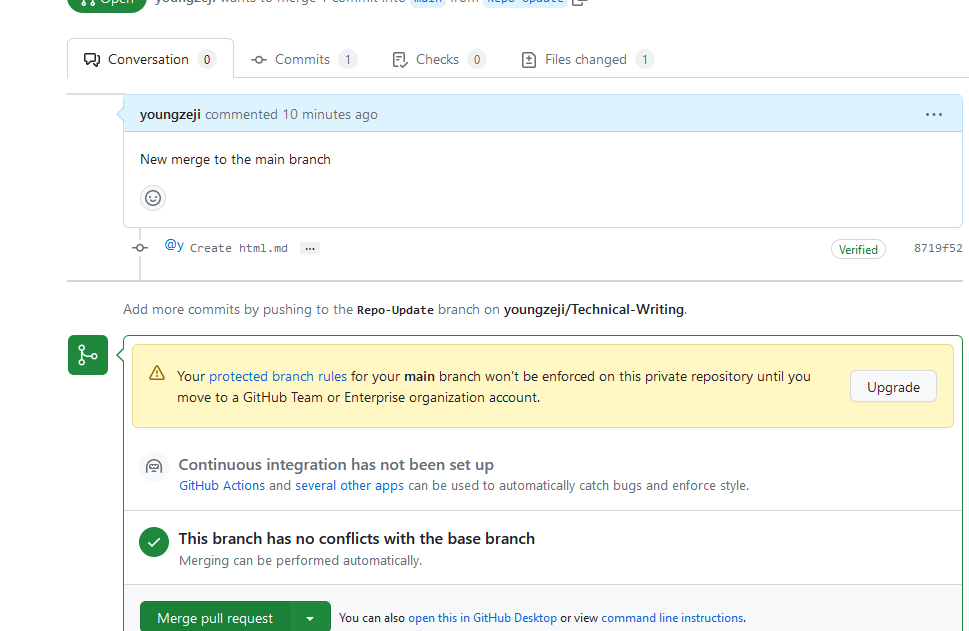 Open youngzeji wants to merge 1 commit into main from Repo-Update
Conversation 0 Commits 1 Checks 0 Files changed 1
youngzeji commented 10 minutes ago ...
New merge to the main branch
@y Create html.md ... Verified 8719f52
Add more commits by pushing to the Repo-Update branch on youngzeji/Technical-Writing.
Your protected branch rules for your main branch won't be enforced on this private repository until you
move to a GitHub Team or Enterprise organization account.
Upgrade
Continuous integration has not been set up
GitHub Actions and several other apps can be used to automatically catch bugs and enforce style.
This branch has no conflicts with the base branch
Merging can be performed automatically.
Merge pull request You can also open this in GitHub Desktop or view command line instructions.